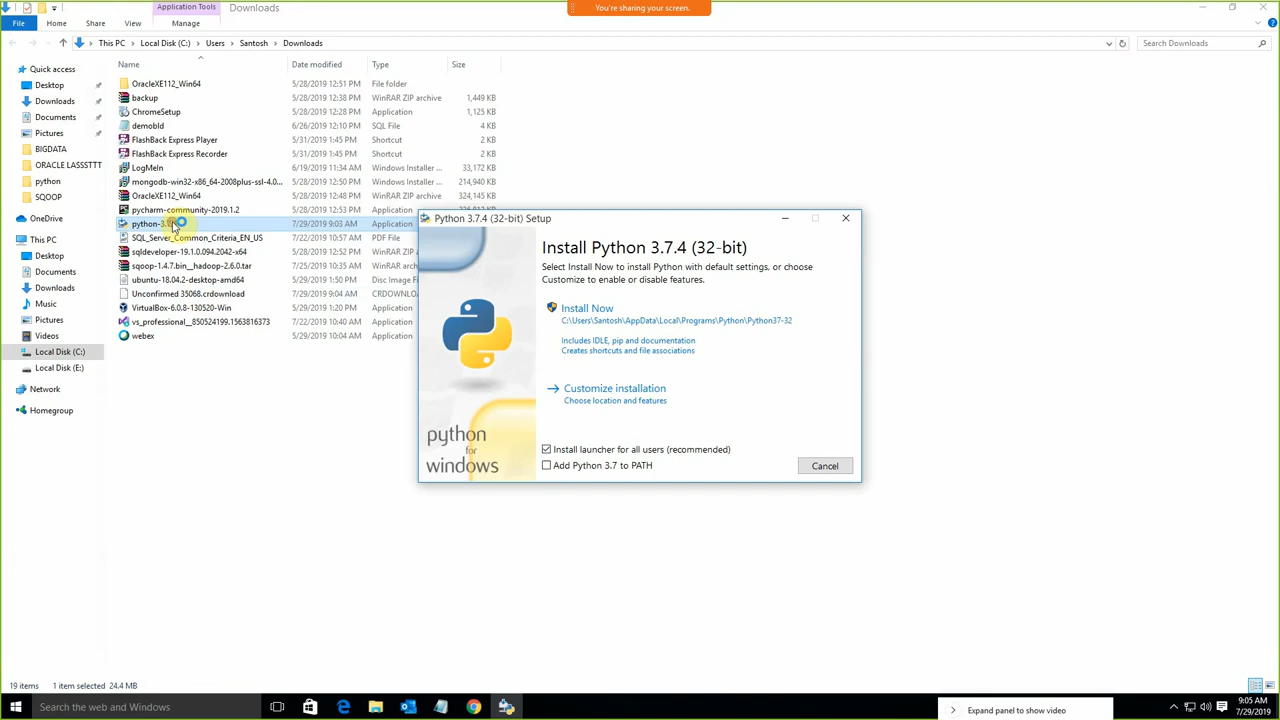 Application Tools
Downloads
You're sharing your screen.
File
Home
Share
View
Manage
This PC
Local Disk (C:)
Users
Santosh
Downloads
Search Downloads
Name
Date modified
Type
Size
Quick access
Desktop
Downloads
Documents
Pictures
BIGDATA
ORACLE LASSSTTT
python
SQOOP
OneDrive
This PC
Desktop
Documents
Downloads
Music
Pictures
Videos
Local Disk (C:)
Local Disk (E:)
Network
Homegroup
OracleXE112_Win64 5/28/2019 12:51 PM File folder
backup 5/28/2019 12:38 PM WinRAR ZIP archive 1,449 KB
ChromeSetup 5/28/2019 12:28 PM Application 1,125 KB
demobld 6/26/2019 12:10 PM SQL File 4 KB
FlashBack Express Player 5/31/2019 1:45 PM Shortcut 2 KB
FlashBack Express Recorder 5/31/2019 1:45 PM Shortcut 2 KB
LogMeIn 6/19/2019 11:34 AM Windows Installer ... 33,172 KB
mongodb-win32-x86_64-2008plus-ssl-4.0... 5/28/2019 12:50 PM Windows Installer ... 214,940 KB
OracleXE112_Win64 5/28/2019 12:54 PM WinRAR ZIP archive 324,145 KB
pycharm-community-2019.1.2 5/28/2019 12:53 PM Application
python-3. 7/29/2019 9:03 AM Application
SQL_Server_Common_Criteria_EN_US 7/22/2019 10:57 AM PDF File
sqldeveloper-19.1.0.094.2042-x64 5/28/2019 12:52 PM WinRAR ZIP
sqoop-1.4.7.bin__hadoop-2.6.0.tar 7/25/2019 10:35 AM WinRAR
ubuntu-18.04.2-desktop-amd64 5/29/2019 1:50 PM Disc Image
Unconfirmed 35068.crdownload 7/29/2019 9:04 AM CRDOWNLOA
VirtualBox-6.0.8-130520-Win 5/29/2019 1:20 PM Application
vs_professional__850524199.1563816373 7/22/2019 10:40 AM Application
webex 5/29/2019 10:04 AM Application
Python 3.7.4 (32-bit) Setup
Install Python 3.7.4 (32-bit)
Select Install Now to install Python with default settings, or choose
Customize to enable or disable features.
Install Now
C:\Users\Santosh\AppData\Local\Programs\Python\Python37-32
Includes IDLE, pip and documentation
Creates shortcuts and file associations
Customize installation
Choose location and features
python
for
windows
Install launcher for all users (recommended)
Add Python 3.7 to PATH
Cancel
19 items
1 item selected 24.4 MB
Search the web and Windows
Expand panel to show video
9:05 AM
7/29/2019